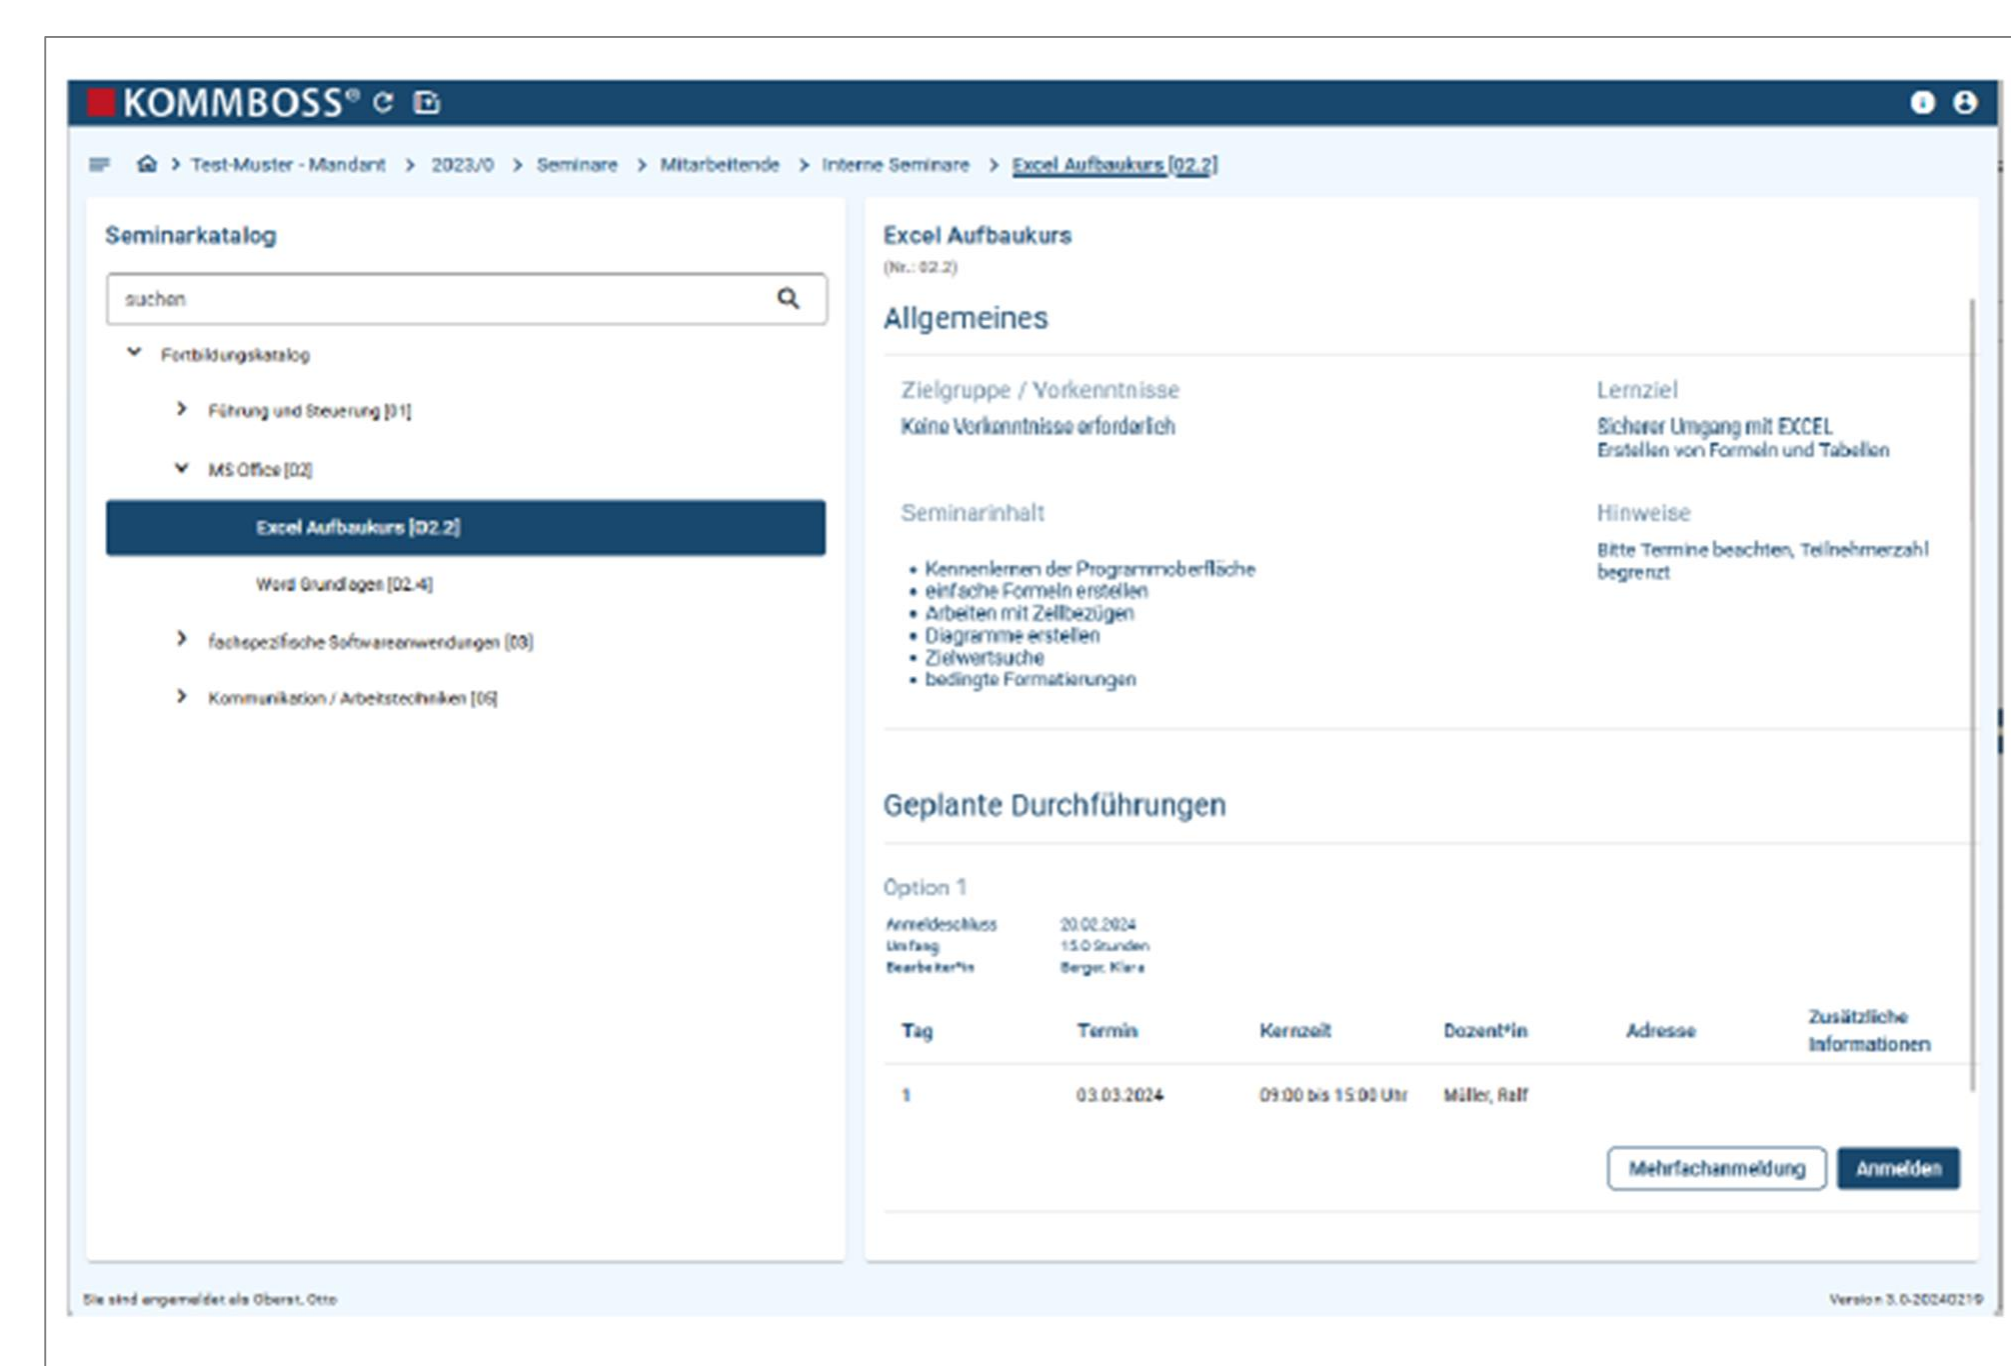 KOMMBOSS®
Test-Muster - Mandant > 2023/0 > Seminare > Mitarbeitende > Interne Seminare > Excel Aufbaukurs [02.2]
Seminarkatalog
suchen
Fortbildungskatalog
Führung und Steuerung [01]
MS Office [02]
Excel Aufbaukurs [02.2]
Word Grundlagen [02.4]
fachspezifische Softwareanwendungen [03]
Kommunikation / Arbeitstechniken [05]
Excel Aufbaukurs
(Nr.: 02.2)
Allgemeines
Zielgruppe / Vorkenntnisse
Keine Vorkenntnisse erforderlich
Lernziel
Sicherer Umgang mit EXCEL
Erstellen von Formeln und Tabellen
Seminarinhalt
• Kennenlernen der Programmoberfläche
• einfache Formeln erstellen
• Arbeiten mit Zellbezügen
• Diagramme erstellen
• Zielwertsuche
• bedingte Formatierungen
Hinweise
Bitte Termine beachten, Teilnehmerzahl
begrenzt
Geplante Durchführungen
Option 1
Anmeldeschluss 20.02.2024
Umfang 15.0 Stunden
Bearbeiter*in Berger, Klara
Tag Termin Kernzeit Dozent*in Adresse Zusätzliche Informationen
1 03.03.2024 09:00 bis 15:00 Uhr Müller, Ralf
Mehrfachanmeldung Anmelden
Sie sind angemeldet als Oberst, Otto
Version 3.0-20240219